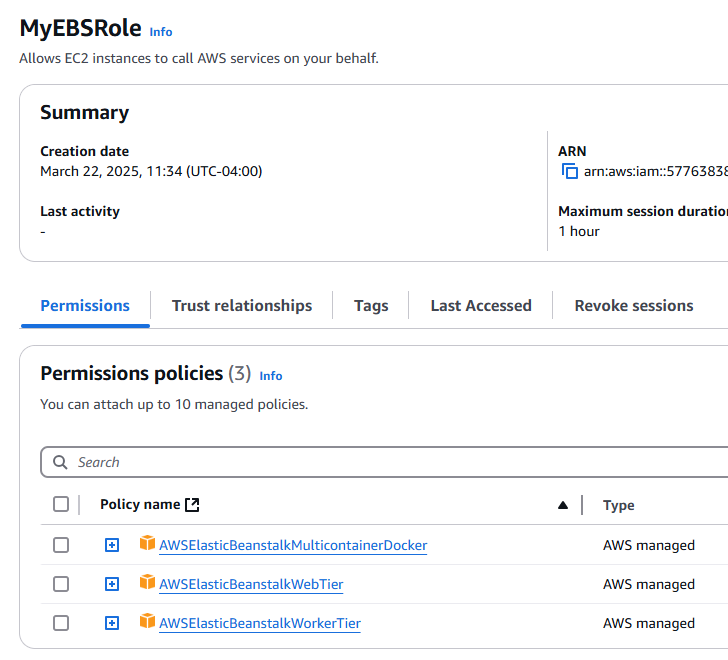 MyEBSRole Info
Allows EC2 instances to call AWS services on your behalf.
Summary
Creation date
March 22, 2025, 11:34 (UTC-04:00)
ARN
arn:aws:iam::57763838
Last activity
-
Maximum session duration
1 hour
Permissions
Trust relationships
Tags
Last Accessed
Revoke sessions
Permissions policies (3) Info
You can attach up to 10 managed policies.
Search
Policy name
Type
AWSElasticBeanstalkMulticontainerDocker
AWS managed
AWSElasticBeanstalkWebTier
AWS managed
AWSElasticBeanstalkWorkerTier
AWS managed